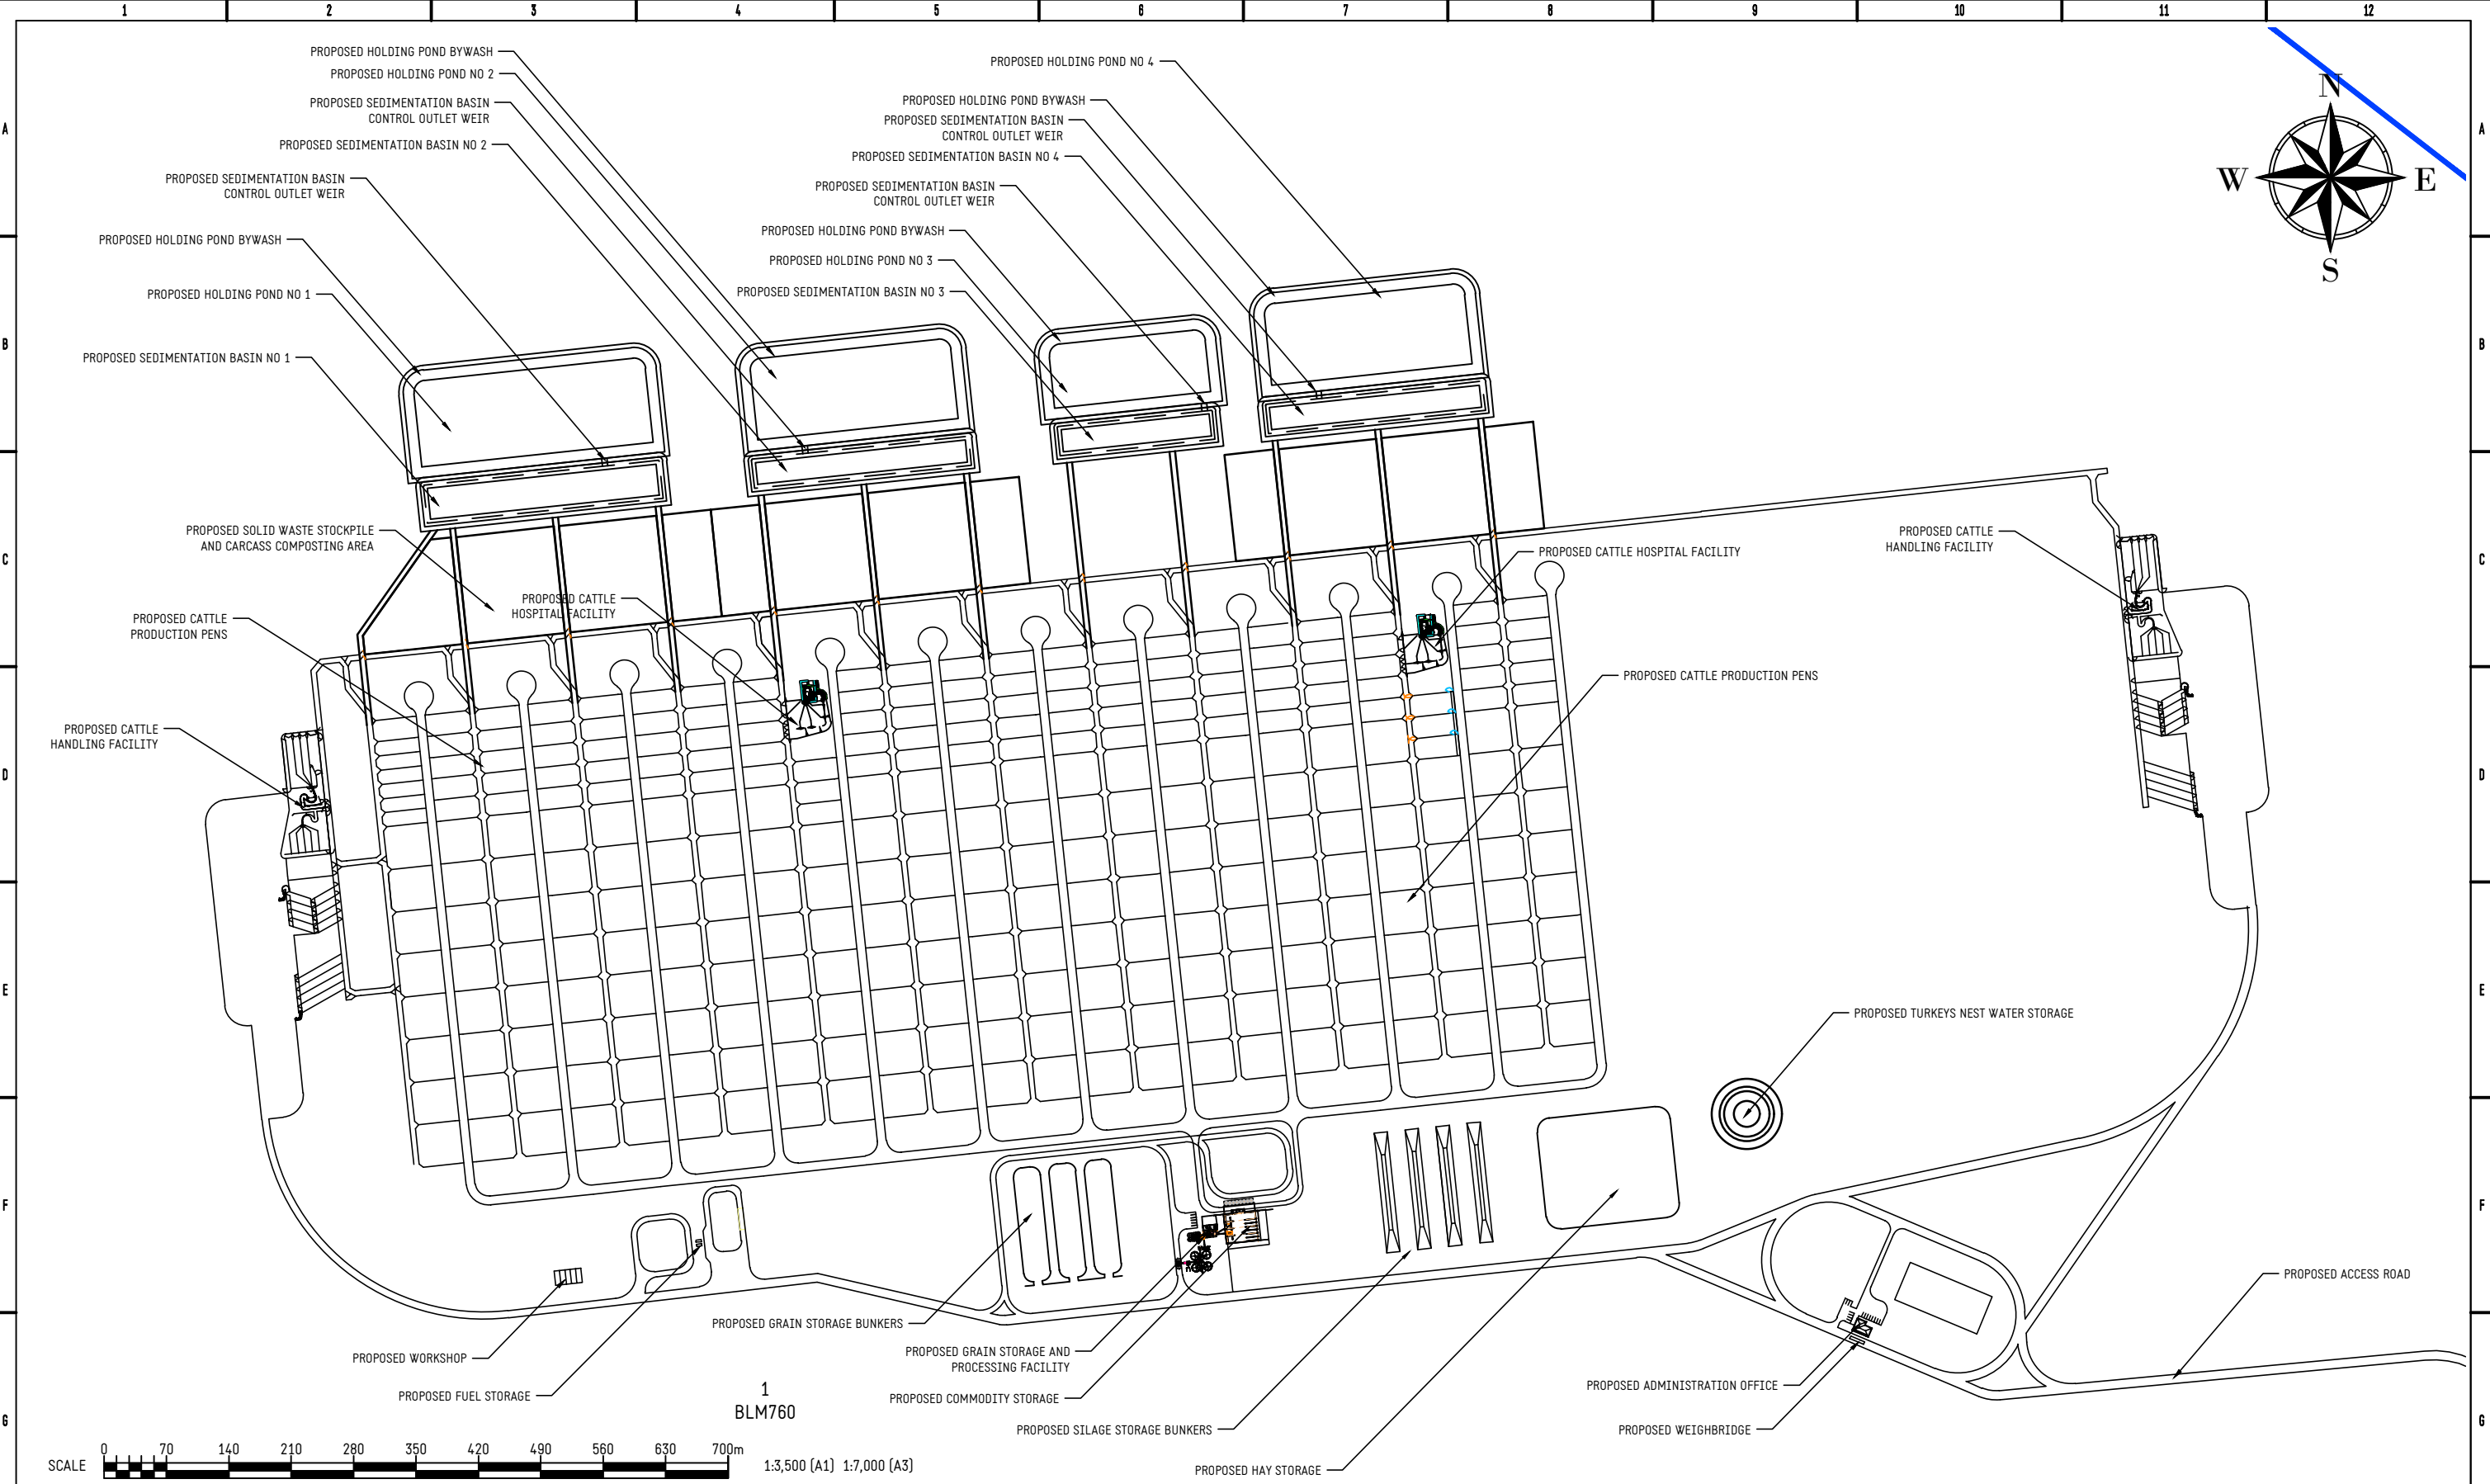 1 2 3 4 5 6 7 8 9 10 11 12
PROPOSED HOLDING POND BYWASH
PROPOSED HOLDING POND NO 2
PROPOSED SEDIMENTATION BASIN
CONTROL OUTLET WEIR
PROPOSED SEDIMENTATION BASIN NO 2
PROPOSED SEDIMENTATION BASIN
CONTROL OUTLET WEIR
PROPOSED HOLDING POND BYWASH
PROPOSED HOLDING POND NO 1
PROPOSED SEDIMENTATION BASIN NO 1
PROPOSED HOLDING POND NO 4
PROPOSED HOLDING POND BYWASH
PROPOSED SEDIMENTATION BASIN
CONTROL OUTLET WEIR
PROPOSED SEDIMENTATION BASIN NO 4
PROPOSED SEDIMENTATION BASIN
CONTROL OUTLET WEIR
PROPOSED HOLDING POND BYWASH
PROPOSED HOLDING POND NO 3
PROPOSED SEDIMENTATION BASIN NO 3
N
W
E
S
A
A
B
B
C
C
D
D
E
E
F
F
G
G
PROPOSED SOLID WASTE STOCKPILE
AND CARCASS COMPOSTING AREA
PROPOSED CATTLE
HOSPITAL FACILITY
PROPOSED CATTLE
PRODUCTION PENS
PROPOSED CATTLE
HANDLING FACILITY
PROPOSED CATTLE HOSPITAL FACILITY
PROPOSED CATTLE
HANDLING FACILITY
PROPOSED CATTLE PRODUCTION PENS
PROPOSED TURKEYS NEST WATER STORAGE
PROPOSED ACCESS ROAD
PROPOSED GRAIN STORAGE BUNKERS
PROPOSED WORKSHOP
PROPOSED GRAIN STORAGE AND
PROCESSING FACILITY
PROPOSED FUEL STORAGE
PROPOSED COMMODITY STORAGE
PROPOSED ADMINISTRATION OFFICE
PROPOSED SILAGE STORAGE BUNKERS
PROPOSED WEIGHBRIDGE
PROPOSED HAY STORAGE
1
BLM760
0 70 140 210 280 350 420 490 560 630 700m
SCALE
1:3,500 (A1) 1:7,000 (A3)